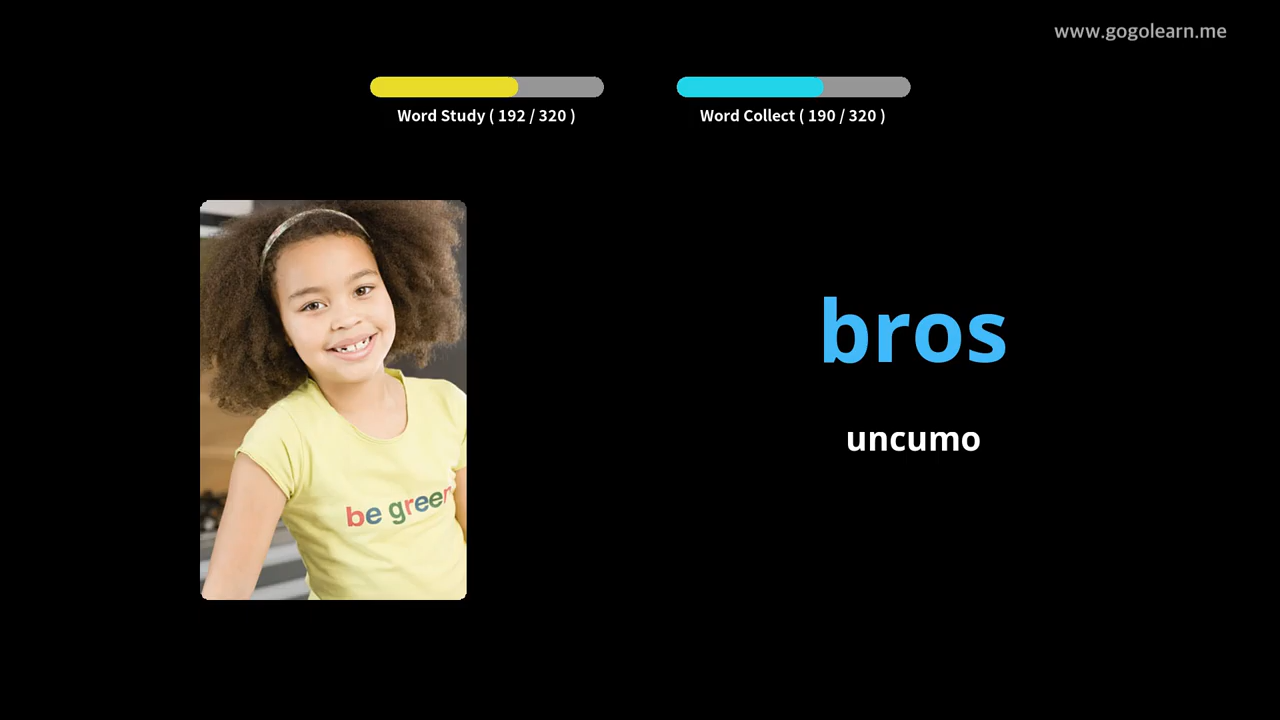 www.gogolearn.me
Word Study ( 192 / 320 )
Word Collect ( 190 / 320 )
bros
uncumo
be green